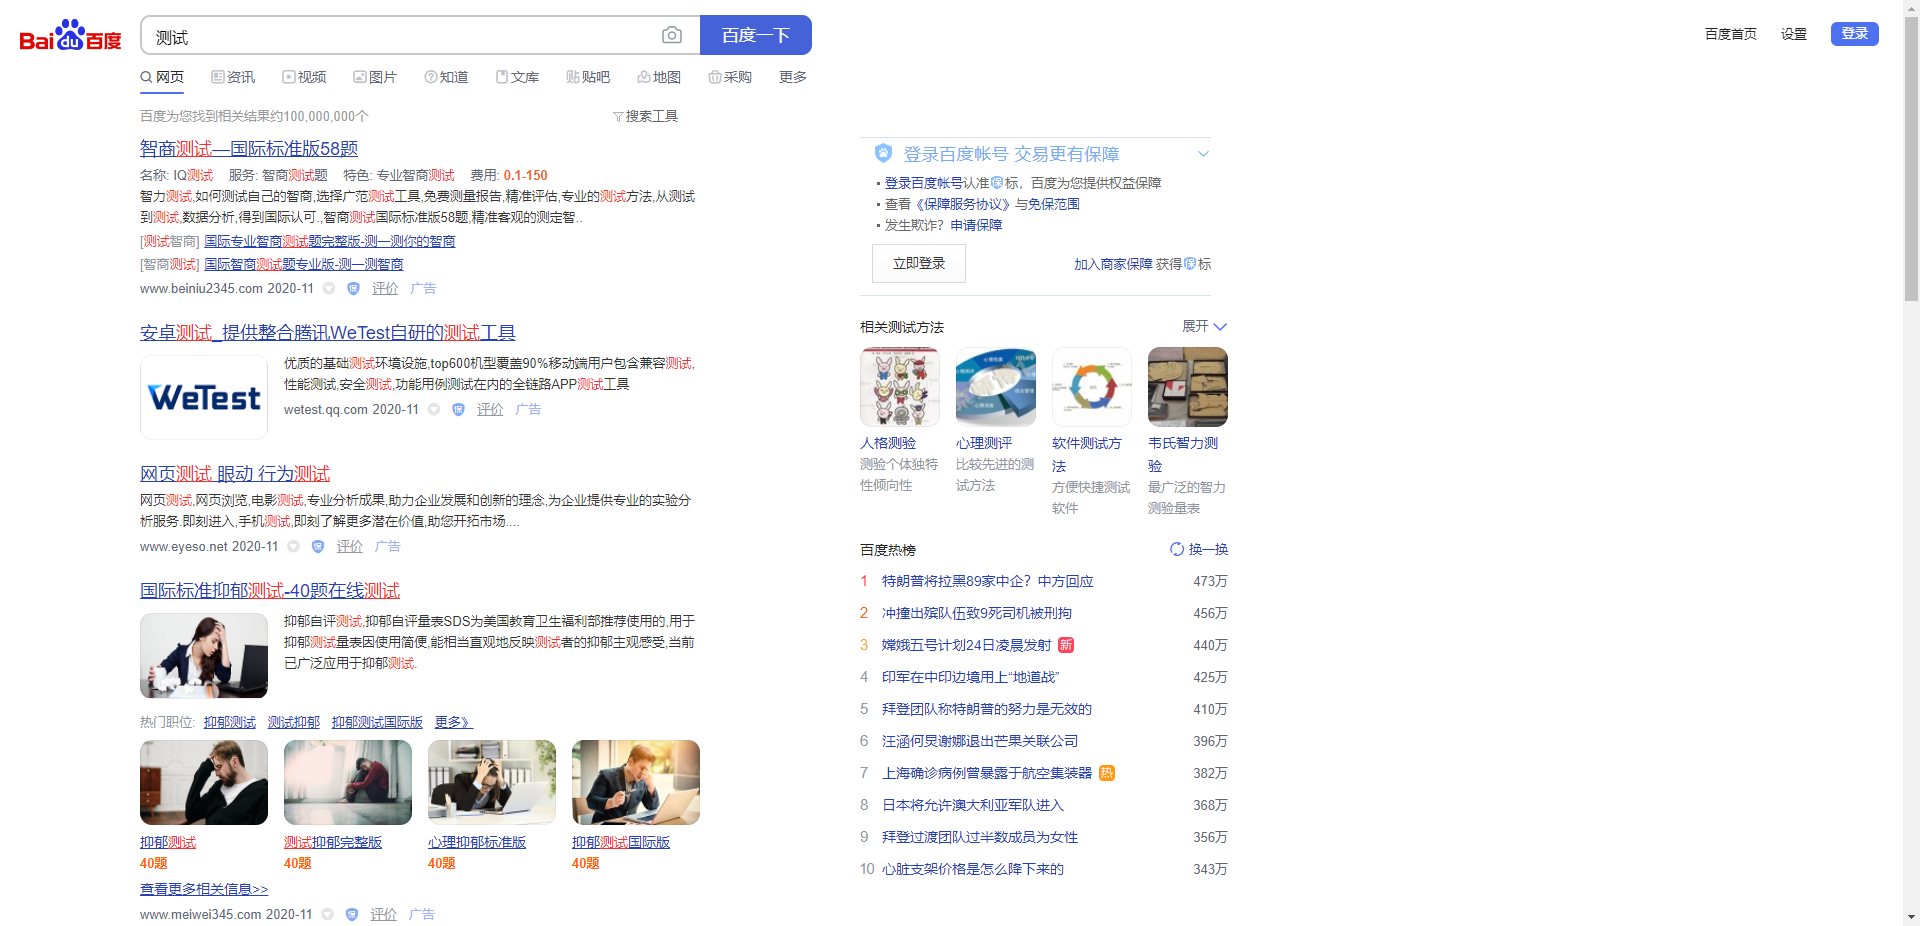 Bai du 百度
测试
百度一下
百度首页 设置 登录
网页 资讯 视频 图片 知道 文库 贴吧 地图 采购 更多
百度为您找到相关结果约100,000,000个
搜索工具
智商测试—国际标准版58题
名称: IQ测试 服务: 智商测试题 特色: 专业智商测试 费用: 0.1-150
智力测试,如何测试自己的智商,选择广范测试工具,免费测量报告,精准评估,专业的测试方法,从测试
到测试,数据分析,得到国际认可.,智商测试国际标准版58题,精准客观的测定智..
[测试智商] 国际专业智商测试题完整版-测一测你的智商
[智商测试] 国际智商测试题专业版-测一测智商
www.beiniu2345.com 2020-11 保 评价 广告
安卓测试_提供整合腾讯WeTest自研的测试工具
WeTest
优质的基础测试环境设施,top600机型覆盖90%移动端用户包含兼容测试,
性能测试,安全测试,功能用例测试在内的全链路APP测试工具
wetest.qq.com 2020-11 保 评价 广告
网页测试 眼动 行为测试
网页测试,网页浏览,电影测试,专业分析成果,助力企业发展和创新的理念,为企业提供专业的实验分
析服务.即刻进入,手机测试,即刻了解更多潜在价值,助您开拓市场....
www.eyeso.net 2020-11 保 评价 广告
国际标准抑郁测试-40题在线测试
抑郁自评测试,抑郁自评量表SDS为美国教育卫生福利部推荐使用的,用于
抑郁测试量表因使用简便,能相当直观地反映测试者的抑郁主观感受,当前
已广泛应用于抑郁测试.
热门职位: 抑郁测试 测试抑郁 抑郁测试国际版 更多》
抑郁测试 测试抑郁完整版 心理抑郁标准版 抑郁测试国际版
40题 40题 40题 40题
查看更多相关信息>>
www.meiwei345.com 2020-11 保 评价 广告
登录百度帐号 交易更有保障
登录百度帐号认准保标，百度为您提供权益保障
查看《保障服务协议》与免保范围
发生欺诈？申请保障
立即登录
加入商家保障 获得保标
相关测试方法 展开
人格测验
测验个体独特
性倾向性
心理测评
比较先进的测
试方法
软件测试方
法
方便快捷测试
软件
韦氏智力测
验
最广泛的智力
测验量表
百度热榜 换一换
1 特朗普将拉黑89家中企？中方回应 473万
2 冲撞出殡队伍致9死司机被刑拘 456万
3 嫦娥五号计划24日凌晨发射 新 440万
4 印军在中印边境用上“地道战” 425万
5 拜登团队称特朗普的努力是无效的 410万
6 汪涵何炅谢娜退出芒果关联公司 396万
7 上海确诊病例曾暴露于航空集装器 热 382万
8 日本将允许澳大利亚军队进入 368万
9 拜登过渡团队过半数成员为女性 356万
10 心脏支架价格是怎么降下来的 343万